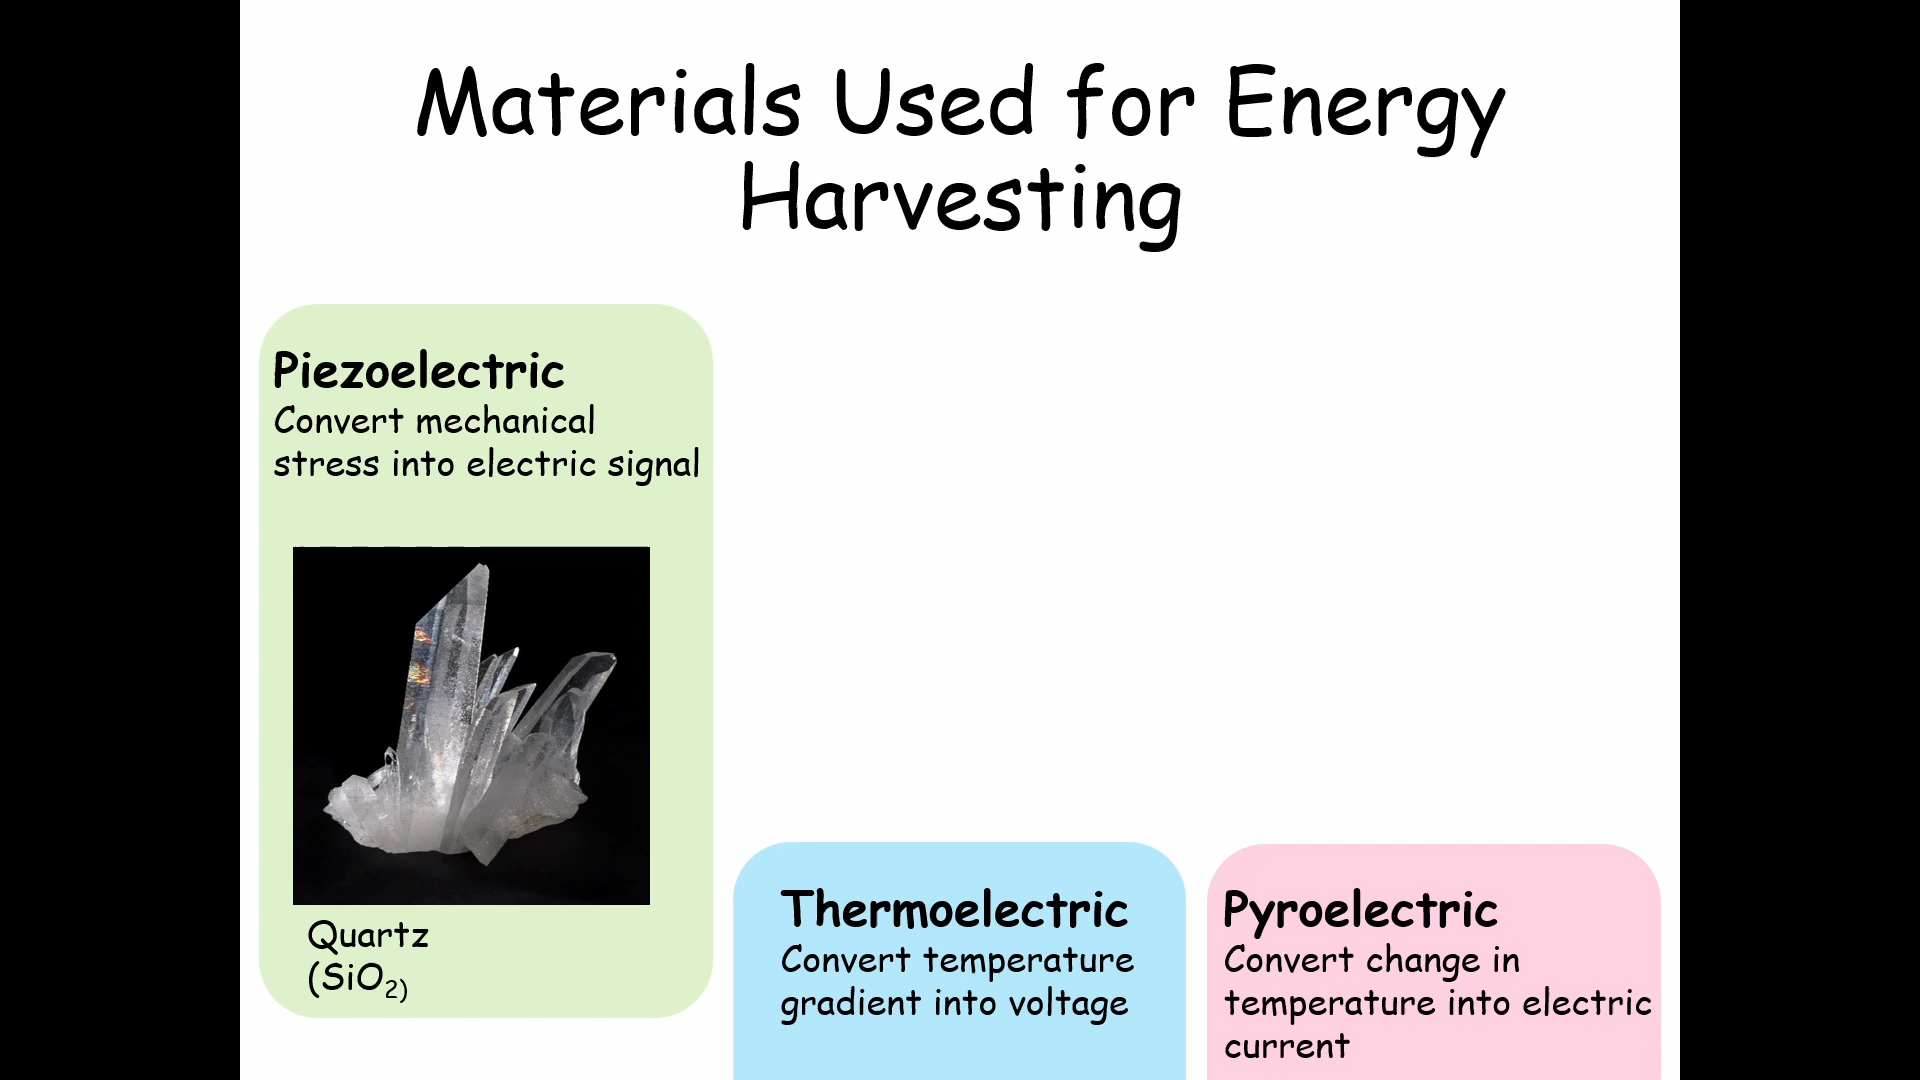 Materials Used for Energy
Harvesting
Piezoelectric
Convert mechanical
stress into electric signal
Quartz
(SiO₂₎
Thermoelectric
Convert temperature
gradient into voltage
Pyroelectric
Convert change in
temperature into electric
current